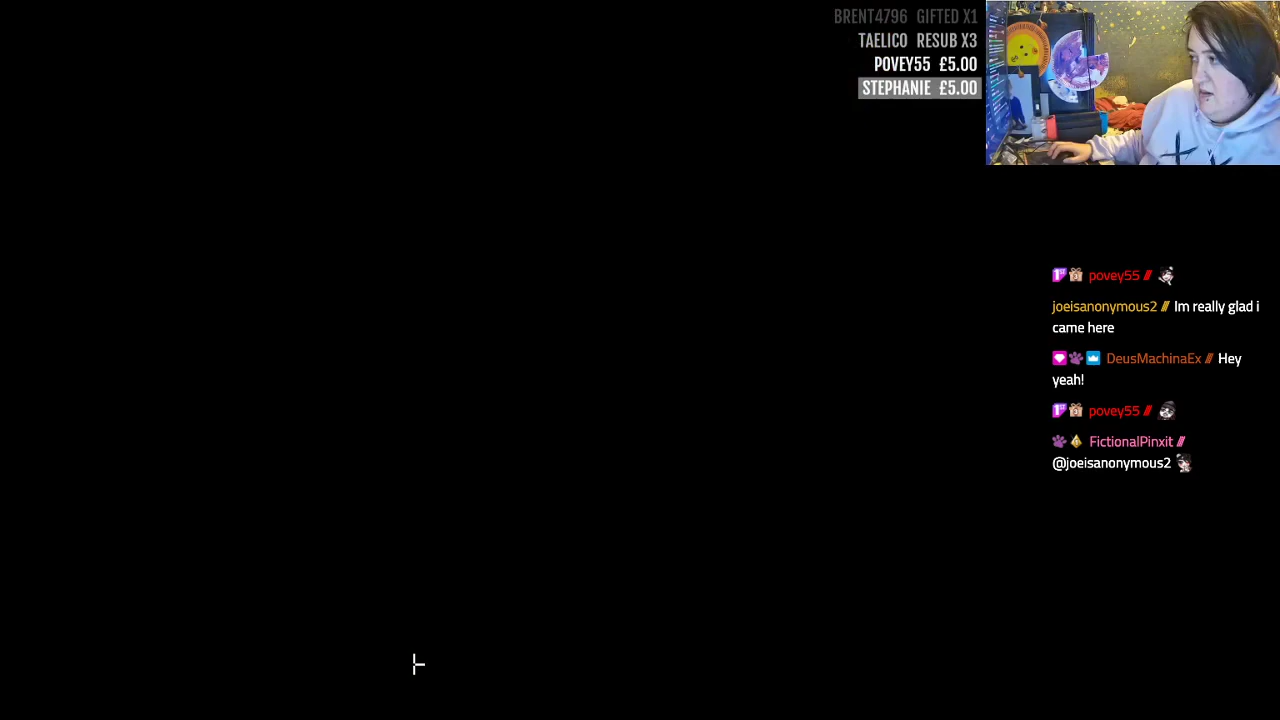 BRENT4796 GIFTED X1
TAELICO RESUB X3
POVEY55 £5.00
STEPHANIE £5.00
povey55 //
joeisanonymous2 // Im really glad i
came here
DeusMachinaEx // Hey
yeah!
povey55 //
FictionalPinxit //
@joeisanonymous2